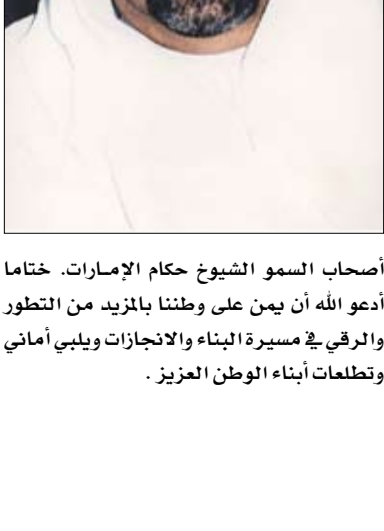 أصحاب السمو الشيوخ حكام الإمارات. ختاما
أدعو الله أن يمن على وطننا بالمزيد من التطور
والرقي في مسيرة البناء والانجازات ويلبي أماني
وتطلعات أبناء الوطن العزيز .